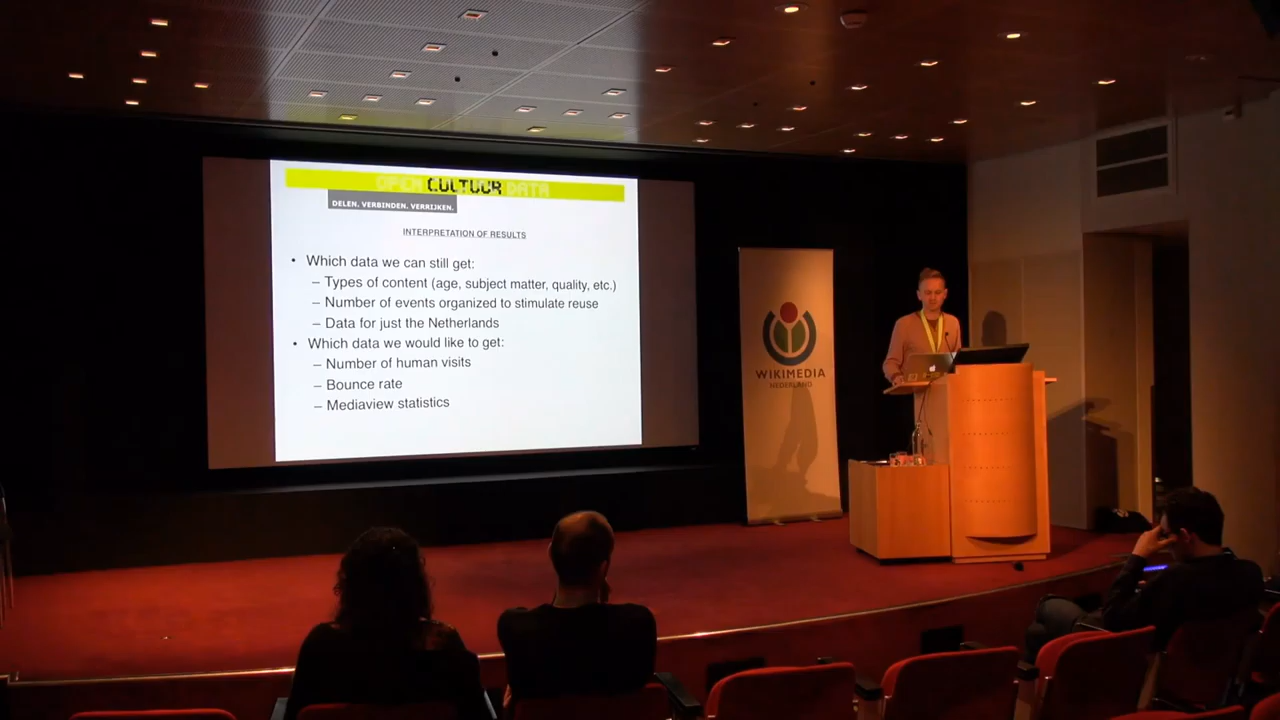 OPEN CULTUUR DATA
DELEN. VERBINDEN. VERRIJKEN.
INTERPRETATION OF RESULTS
• Which data we can still get:
– Types of content (age, subject matter, quality, etc.)
– Number of events organized to stimulate reuse
– Data for just the Netherlands
• Which data we would like to get:
– Number of human visits
– Bounce rate
– Mediaview statistics
WIKIMEDIA
NEDERLAND